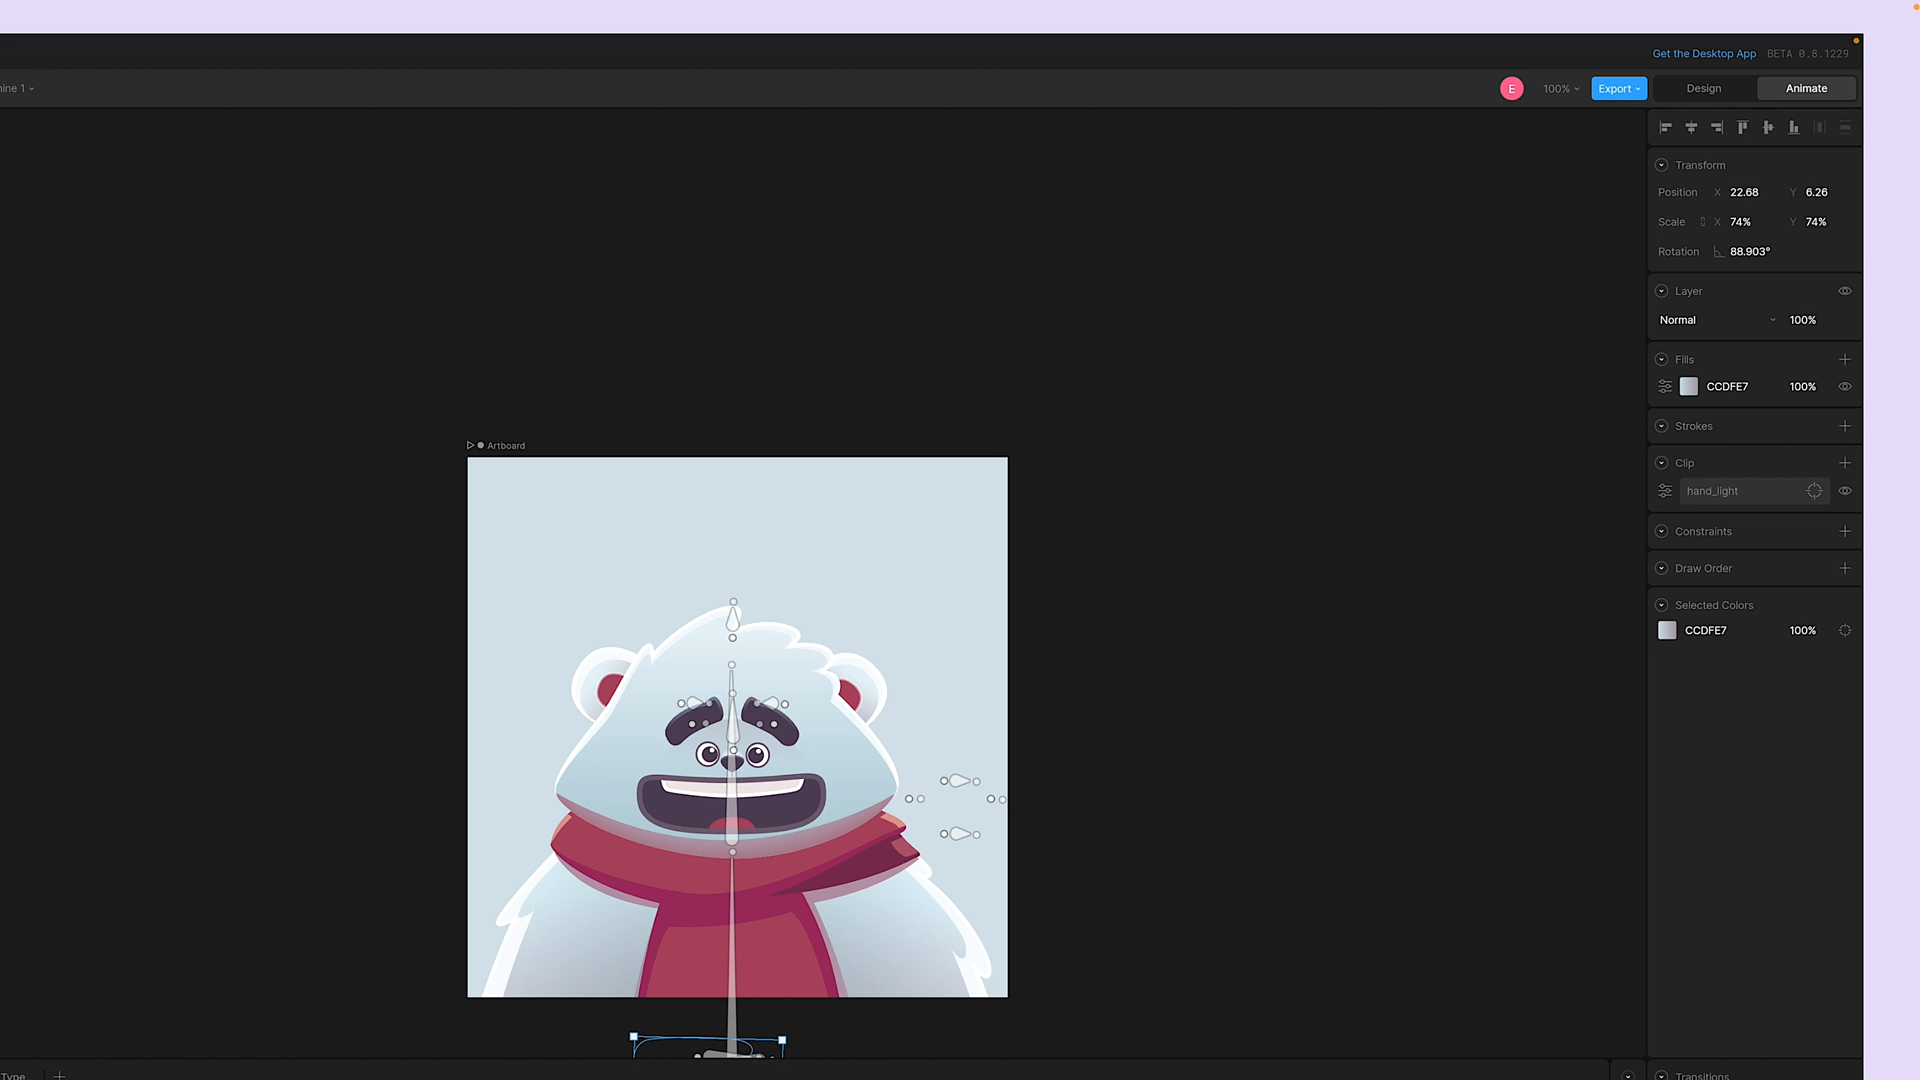 Get the Desktop App BETA 0.8.1229
ine 1 E 100% Export Design Animate
Transform
Position X 22.68 Y 6.26
Scale X 74% Y 74%
Rotation 88.903°
Layer
Normal 100%
Fills
CCDFE7 100%
Strokes
Artboard
Clip
hand_light
Constraints
Draw Order
Selected Colors
CCDFE7 100%
Type Transitions